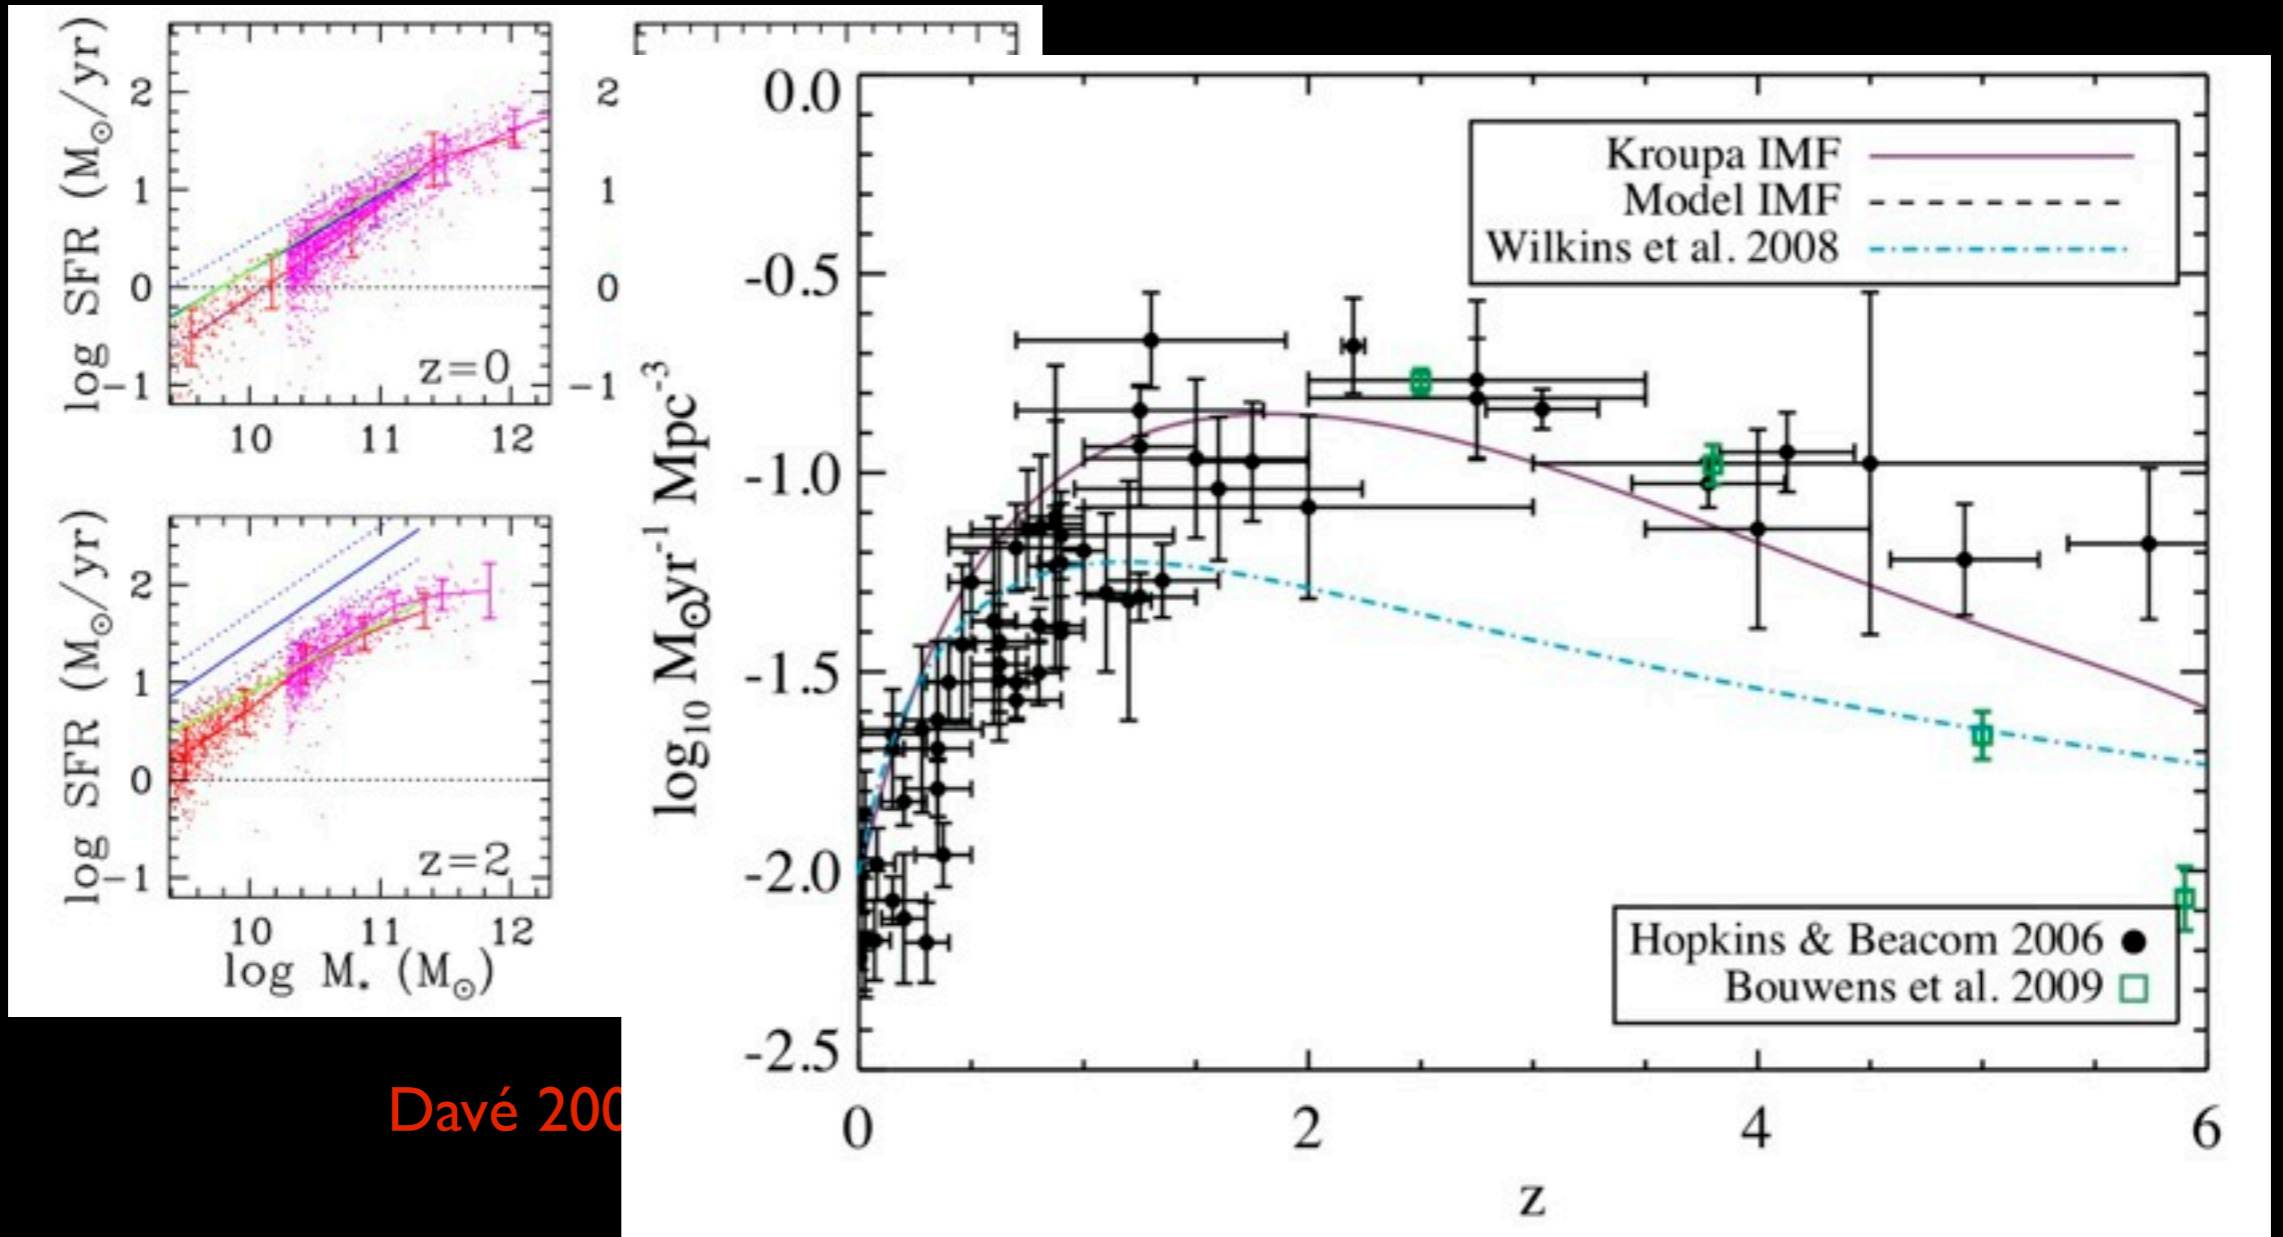 log SFR (M⊙/yr)
2
1
0
−1
z=0
10 11 12
2
1
0
−1
log SFR (M⊙/yr)
2
1
0
−1
z=2
10 11 12
log M* (M⊙)
Davé 200
log10 M⊙yr-1 Mpc-3
0.0
-0.5
-1.0
-1.5
-2.0
-2.5
Kroupa IMF
Model IMF
Wilkins et al. 2008
Hopkins & Beacom 2006
Bouwens et al. 2009
0 2 4 6
z